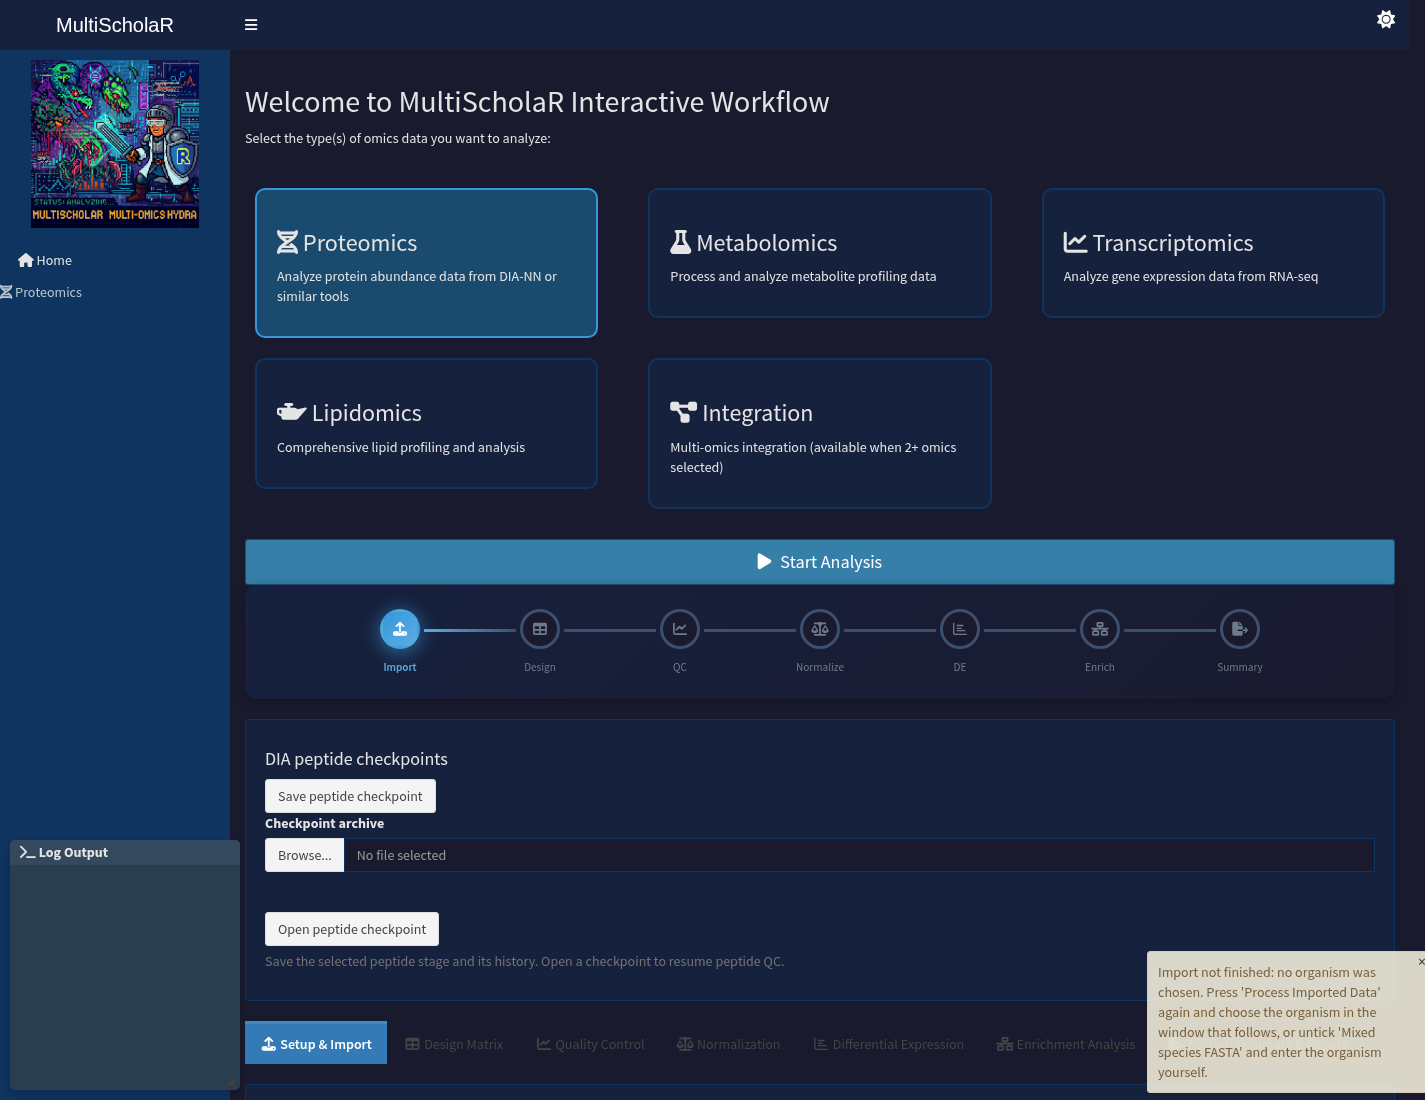 MultiScholaR
STATUS: ANALYZING...
MULTISCHOLAR MULTI-OMICS HYDRA
Home
Proteomics
Welcome to MultiScholaR Interactive Workflow
Select the type(s) of omics data you want to analyze:
Proteomics
Analyze protein abundance data from DIA-NN or
similar tools
Metabolomics
Process and analyze metabolite profiling data
Transcriptomics
Analyze gene expression data from RNA-seq
Lipidomics
Comprehensive lipid profiling and analysis
Integration
Multi-omics integration (available when 2+ omics
selected)
Start Analysis
Import
Design
QC
Normalize
DE
Enrich
Summary
DIA peptide checkpoints
Save peptide checkpoint
Checkpoint archive
Browse... No file selected
Open peptide checkpoint
Save the selected peptide stage and its history. Open a checkpoint to resume peptide QC.
Log Output
Setup & Import
Design Matrix
Quality Control
Normalization
Differential Expression
Enrichment Analysis
×
Import not finished: no organism was
chosen. Press 'Process Imported Data'
again and choose the organism in the
window that follows, or untick 'Mixed
species FASTA' and enter the organism
yourself.